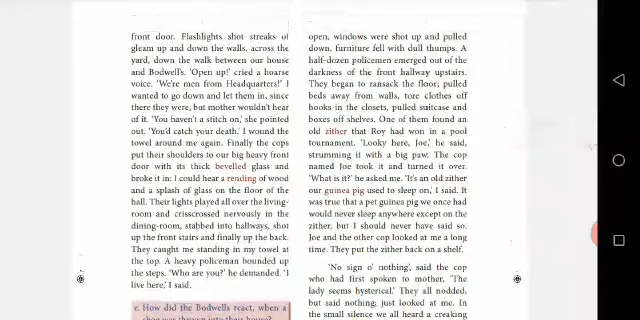 front door. Flashlights shot streaks of
gleam up and down the walls, across the
yard, down the walk between our house
and Bodwell's. 'Open up!' cried a hoarse
voice. 'We're men from Headquarters!' I
wanted to go down and let them in, since
there they were, but mother wouldn't hear
of it. 'You haven't a stitch on,' she pointed
out. 'You'd catch your death.' I wound the
towel around me again. Finally the cops
put their shoulders to our big heavy front
door with its thick bevelled glass and
broke it in: I could hear a rending of wood
and a splash of glass on the floor of the
hall. Their lights played all over the living-
room and crisscrossed nervously in the
dining-room, stabbed into hallways, shot
up the front stairs and finally up the back.
They caught me standing in my towel at
the top. A heavy policeman bounded up
the steps. 'Who are you?' he demanded. 'I
live here,' I said.
c. How did the Bodwells react, when a
shoe was thrown into their house?
open, windows were shot up and pulled
down, furniture fell with dull thumps. A
half-dozen policemen emerged out of the
darkness of the front hallway upstairs.
They began to ransack the floor; pulled
beds away from walls, tore clothes off
hooks in the closets, pulled suitcase and
boxes off shelves. One of them found an
old zither that Roy had won in a pool
tournament. 'Looky here, Joe,' he said,
strumming it with a big paw. The cop
named Joe took it and turned it over.
'What is it?' he asked me. 'It's an old zither
our guinea pig used to sleep on,' I said. It
was true that a pet guinea pig we once had
would never sleep anywhere except on the
zither, but I should never have said so.
Joe and the other cop looked at me a long
time. They put the zither back on a shelf.
'No sign o' nothing', said the cop
who had first spoken to mother, 'The
lady seems hysterical.' They all nodded,
but said nothing; just looked at me. In
the small silence we all heard a creaking